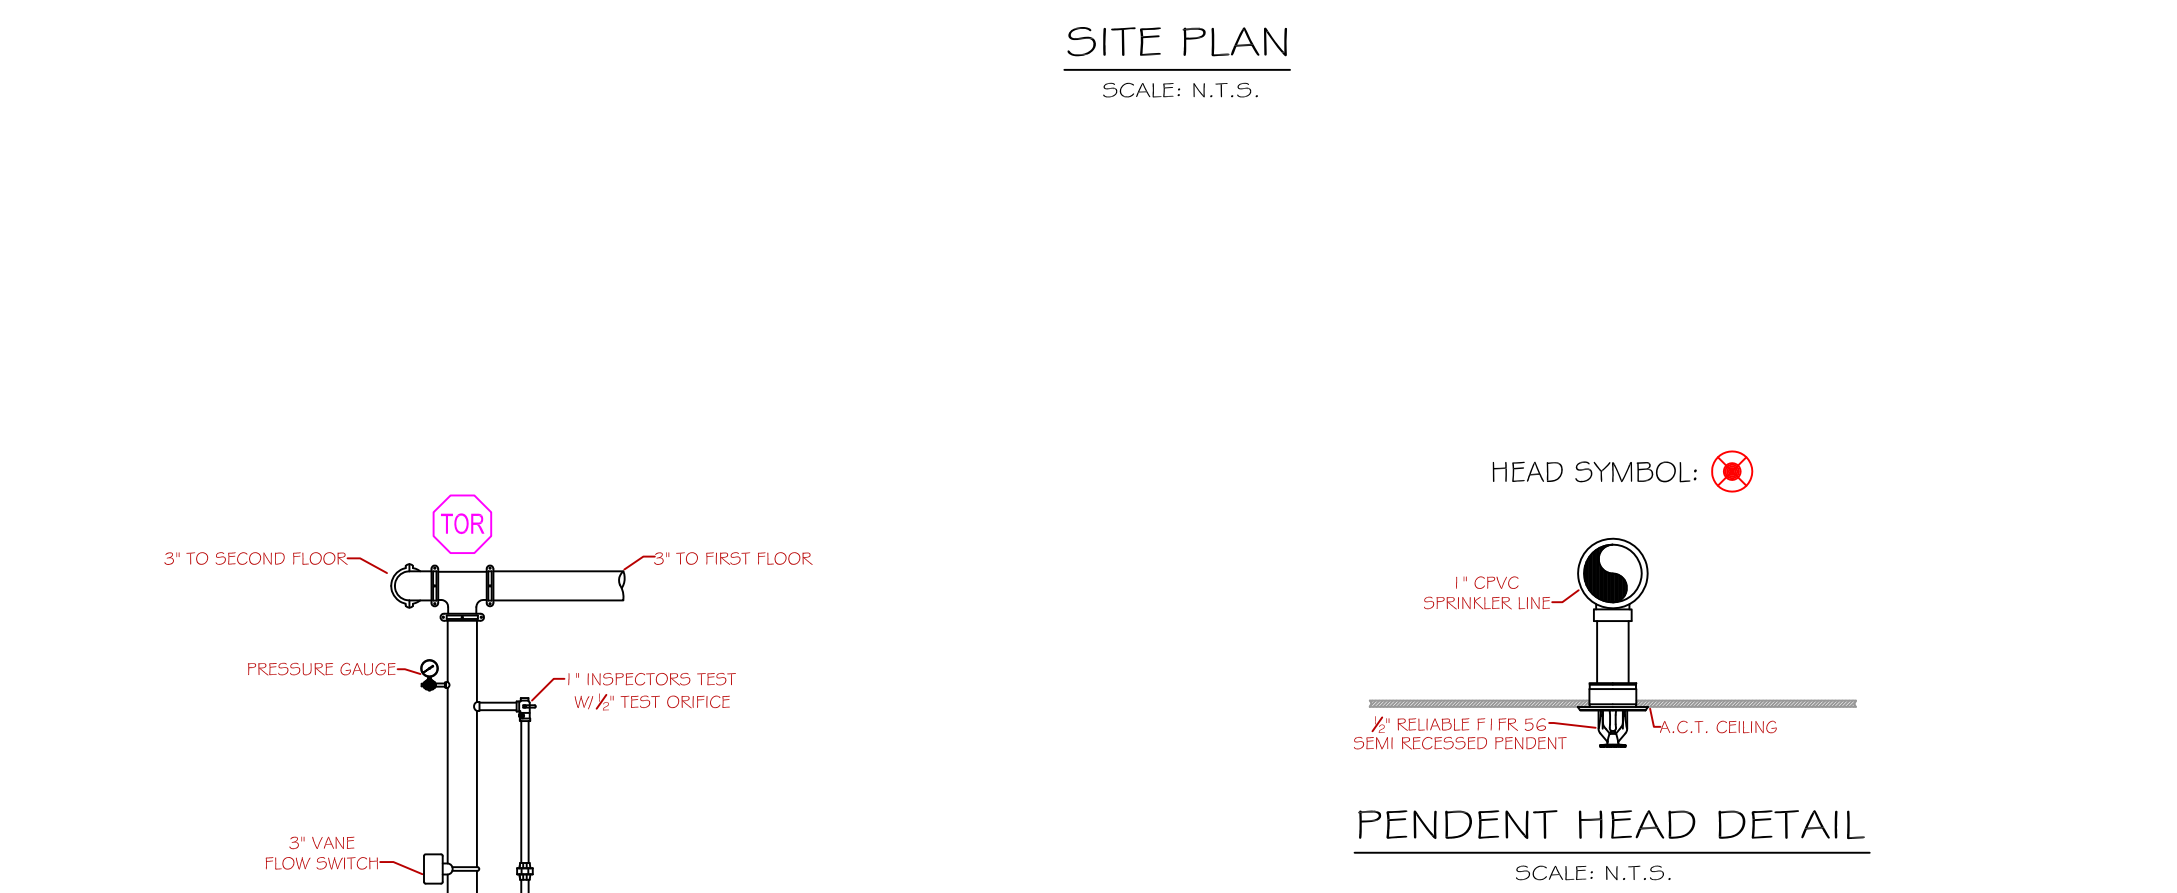 SITE PLAN
SCALE: N.T.S.
HEAD SYMBOL:
TOR
3" TO SECOND FLOOR
3" TO FIRST FLOOR
1" CPVC
SPRINKLER LINE
PRESSURE GAUGE
1" INSPECTORS TEST
W/ ½" TEST ORIFICE
½" RELIABLE F1FR 56
SEMI RECESSED PENDENT
A.C.T. CEILING
PENDENT HEAD DETAIL
SCALE: N.T.S.
3" VANE
FLOW SWITCH